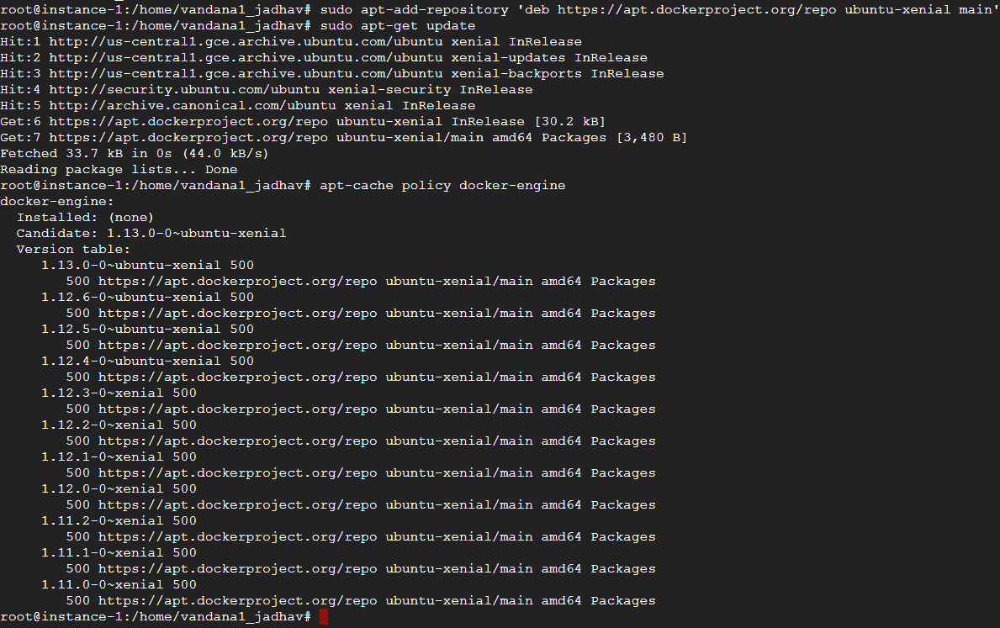 root@instance-1:/home/vandana1_jadhav# sudo apt-add-repository 'deb https://apt.dockerproject.org/repo ubuntu-xenial main'
root@instance-1:/home/vandana1_jadhav# sudo apt-get update
Hit:1 http://us-central1.gce.archive.ubuntu.com/ubuntu xenial InRelease
Hit:2 http://us-central1.gce.archive.ubuntu.com/ubuntu xenial-updates InRelease
Hit:3 http://us-central1.gce.archive.ubuntu.com/ubuntu xenial-backports InRelease
Hit:4 http://security.ubuntu.com/ubuntu xenial-security InRelease
Hit:5 http://archive.canonical.com/ubuntu xenial InRelease
Get:6 https://apt.dockerproject.org/repo ubuntu-xenial InRelease [30.2 kB]
Get:7 https://apt.dockerproject.org/repo ubuntu-xenial/main amd64 Packages [3,480 B]
Fetched 33.7 kB in 0s (44.0 kB/s)
Reading package lists... Done
root@instance-1:/home/vandana1_jadhav# apt-cache policy docker-engine
docker-engine:
  Installed: (none)
  Candidate: 1.13.0-0~ubuntu-xenial
  Version table:
     1.13.0-0~ubuntu-xenial 500
        500 https://apt.dockerproject.org/repo ubuntu-xenial/main amd64 Packages
     1.12.6-0~ubuntu-xenial 500
        500 https://apt.dockerproject.org/repo ubuntu-xenial/main amd64 Packages
     1.12.5-0~ubuntu-xenial 500
        500 https://apt.dockerproject.org/repo ubuntu-xenial/main amd64 Packages
     1.12.4-0~ubuntu-xenial 500
        500 https://apt.dockerproject.org/repo ubuntu-xenial/main amd64 Packages
     1.12.3-0~xenial 500
        500 https://apt.dockerproject.org/repo ubuntu-xenial/main amd64 Packages
     1.12.2-0~xenial 500
        500 https://apt.dockerproject.org/repo ubuntu-xenial/main amd64 Packages
     1.12.1-0~xenial 500
        500 https://apt.dockerproject.org/repo ubuntu-xenial/main amd64 Packages
     1.12.0-0~xenial 500
        500 https://apt.dockerproject.org/repo ubuntu-xenial/main amd64 Packages
     1.11.2-0~xenial 500
        500 https://apt.dockerproject.org/repo ubuntu-xenial/main amd64 Packages
     1.11.1-0~xenial 500
        500 https://apt.dockerproject.org/repo ubuntu-xenial/main amd64 Packages
     1.11.0-0~xenial 500
        500 https://apt.dockerproject.org/repo ubuntu-xenial/main amd64 Packages
root@instance-1:/home/vandana1_jadhav#